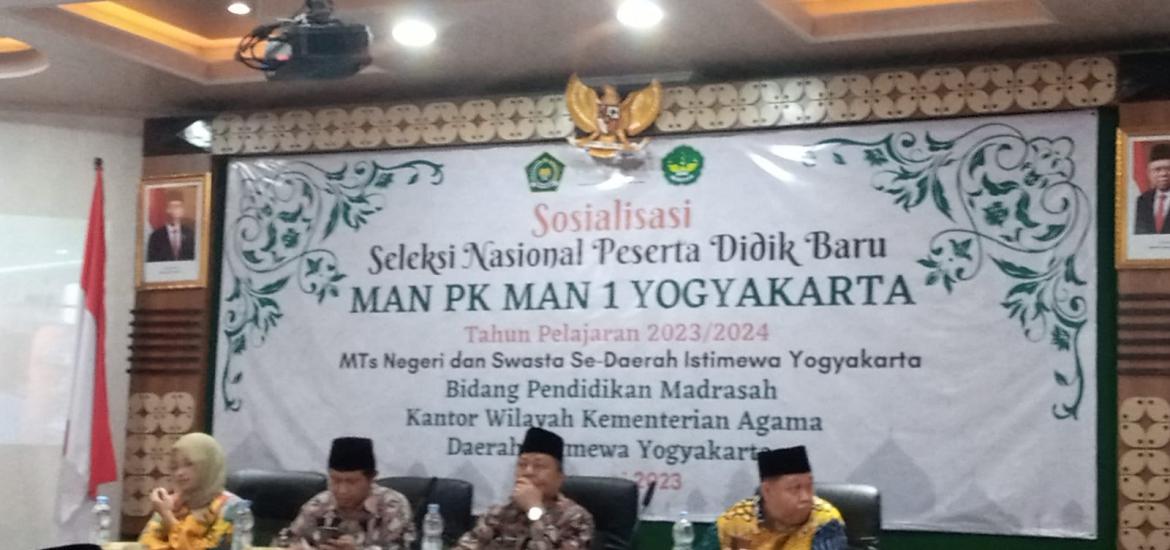 Sosialisasi
Seleksi Nasional Peserta Didik Baru
MAN PK MAN 1 YOGYAKARTA
Tahun Pelajaran 2023/2024
MTs Negeri dan Swasta Se-Daerah Istimewa Yogyakarta
Bidang Pendidikan Madrasah
Kantor Wilayah Kementerian Agama
Daerah Yogyakarta
2023